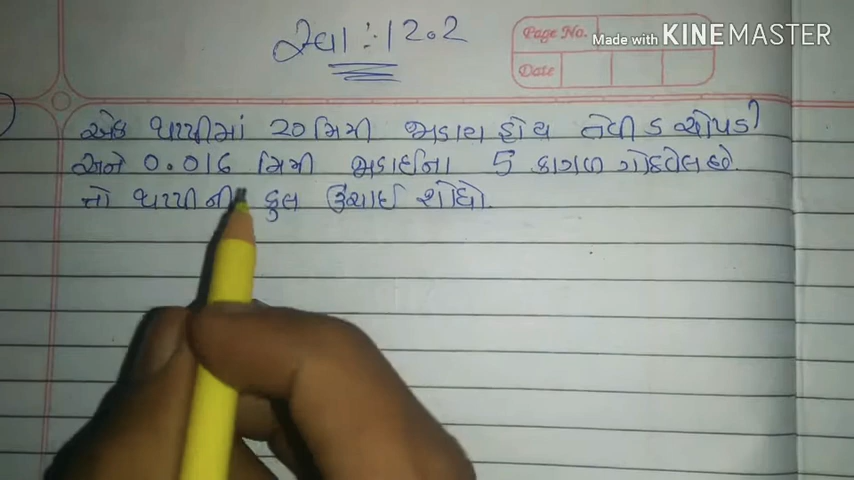 સ્વા :- 12.2
Page No.
Date
Made with KINEMASTER
એક થપ્પીમાં 20 મિમી જાડાય હોય તેવી 5 ચોપડી
અને 0.016 મિમી જાડાઈના 5 કાગળ ગોઠવેલ છે
તો થપ્પીની કુલ ઉંચાઈ શોધો.